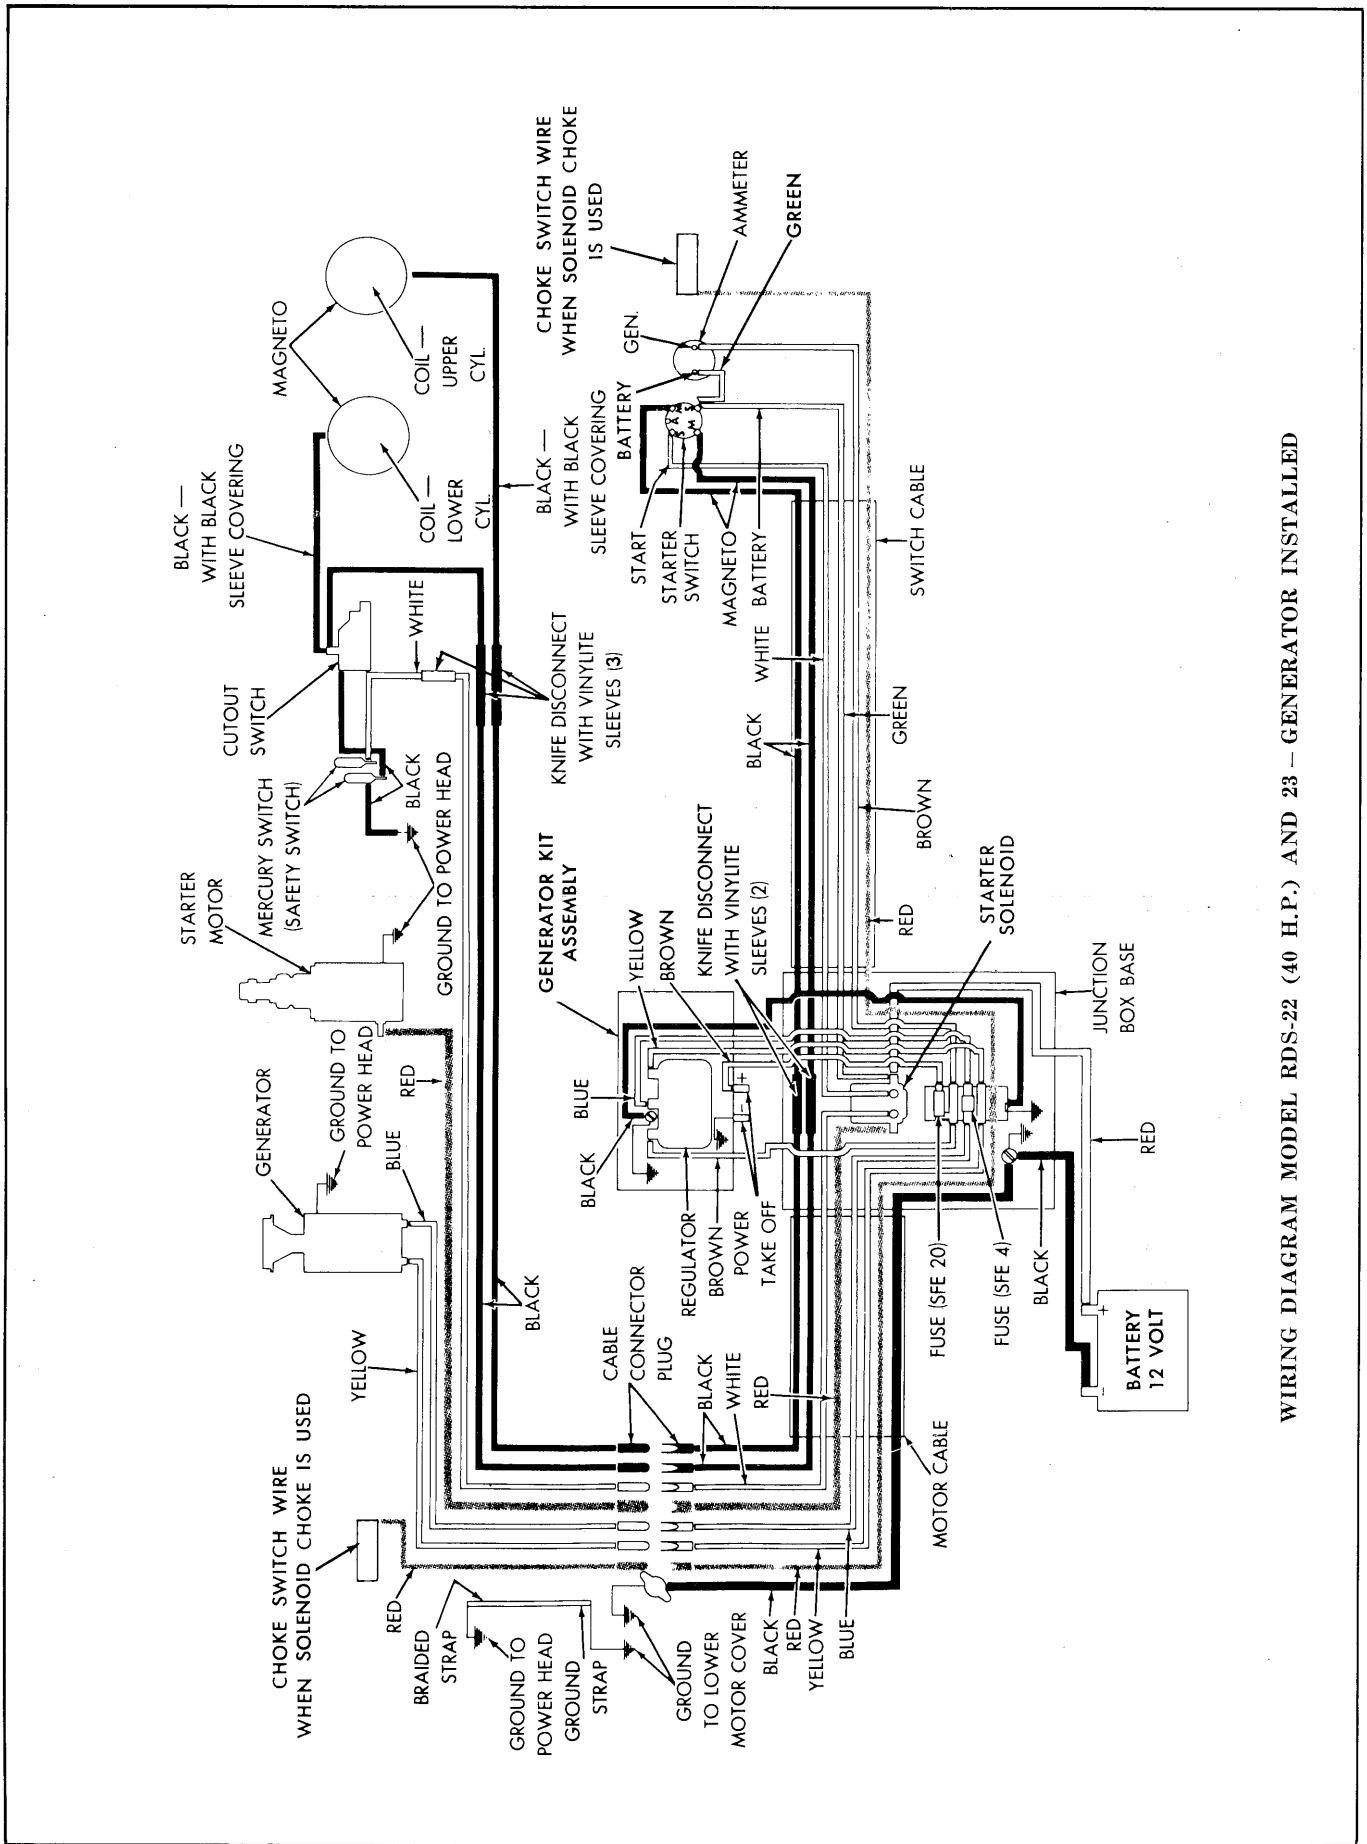 CHOKE SWITCH WIRE
WHEN SOLENOID CHOKE IS USED
YELLOW
GENERATOR
GROUND TO
POWER HEAD
BLUE
RED
STARTER
MOTOR
MERCURY SWITCH
(SAFETY SWITCH)
BLACK
GROUND TO POWER HEAD
CUTOUT
SWITCH
WHITE
BLACK —
WITH BLACK
SLEEVE COVERING
MAGNETO
COIL —
LOWER
CYL.
COIL —
UPPER
CYL.
RED
BRAIDED
STRAP
GROUND TO
POWER HEAD
GROUND
STRAP
GROUND
TO LOWER
MOTOR COVER
BLACK
KNIFE DISCONNECT
WITH VINYLITE
SLEEVES (3)
BLACK —
WITH BLACK
SLEEVE COVERING
CHOKE SWITCH WIRE
WHEN SOLENOID CHOKE
IS USED
CABLE
CONNECTOR
PLUG
BLACK
WHITE
RED
GENERATOR KIT
ASSEMBLY
BLACK
BLUE
YELLOW
BROWN
REGULATOR
BROWN
POWER
TAKE OFF
+
–
KNIFE DISCONNECT
WITH VINYLITE
SLEEVES (2)
START
STARTER
SWITCH
MAGNETO
BATTERY
BATTERY
GEN.
AMMETER
GREEN
A
M
S
S
M
WHITE
BLACK
GREEN
BROWN
RED
SWITCH CABLE
STARTER
SOLENOID
JUNCTION
BOX BASE
BLACK
RED
YELLOW
BLUE
MOTOR CABLE
FUSE (SFE 20)
FUSE (SFE 4)
BLACK
RED
–
+
BATTERY
12 VOLT
WIRING DIAGRAM MODEL RDS-22 (40 H.P.) AND 23 – GENERATOR INSTALLED